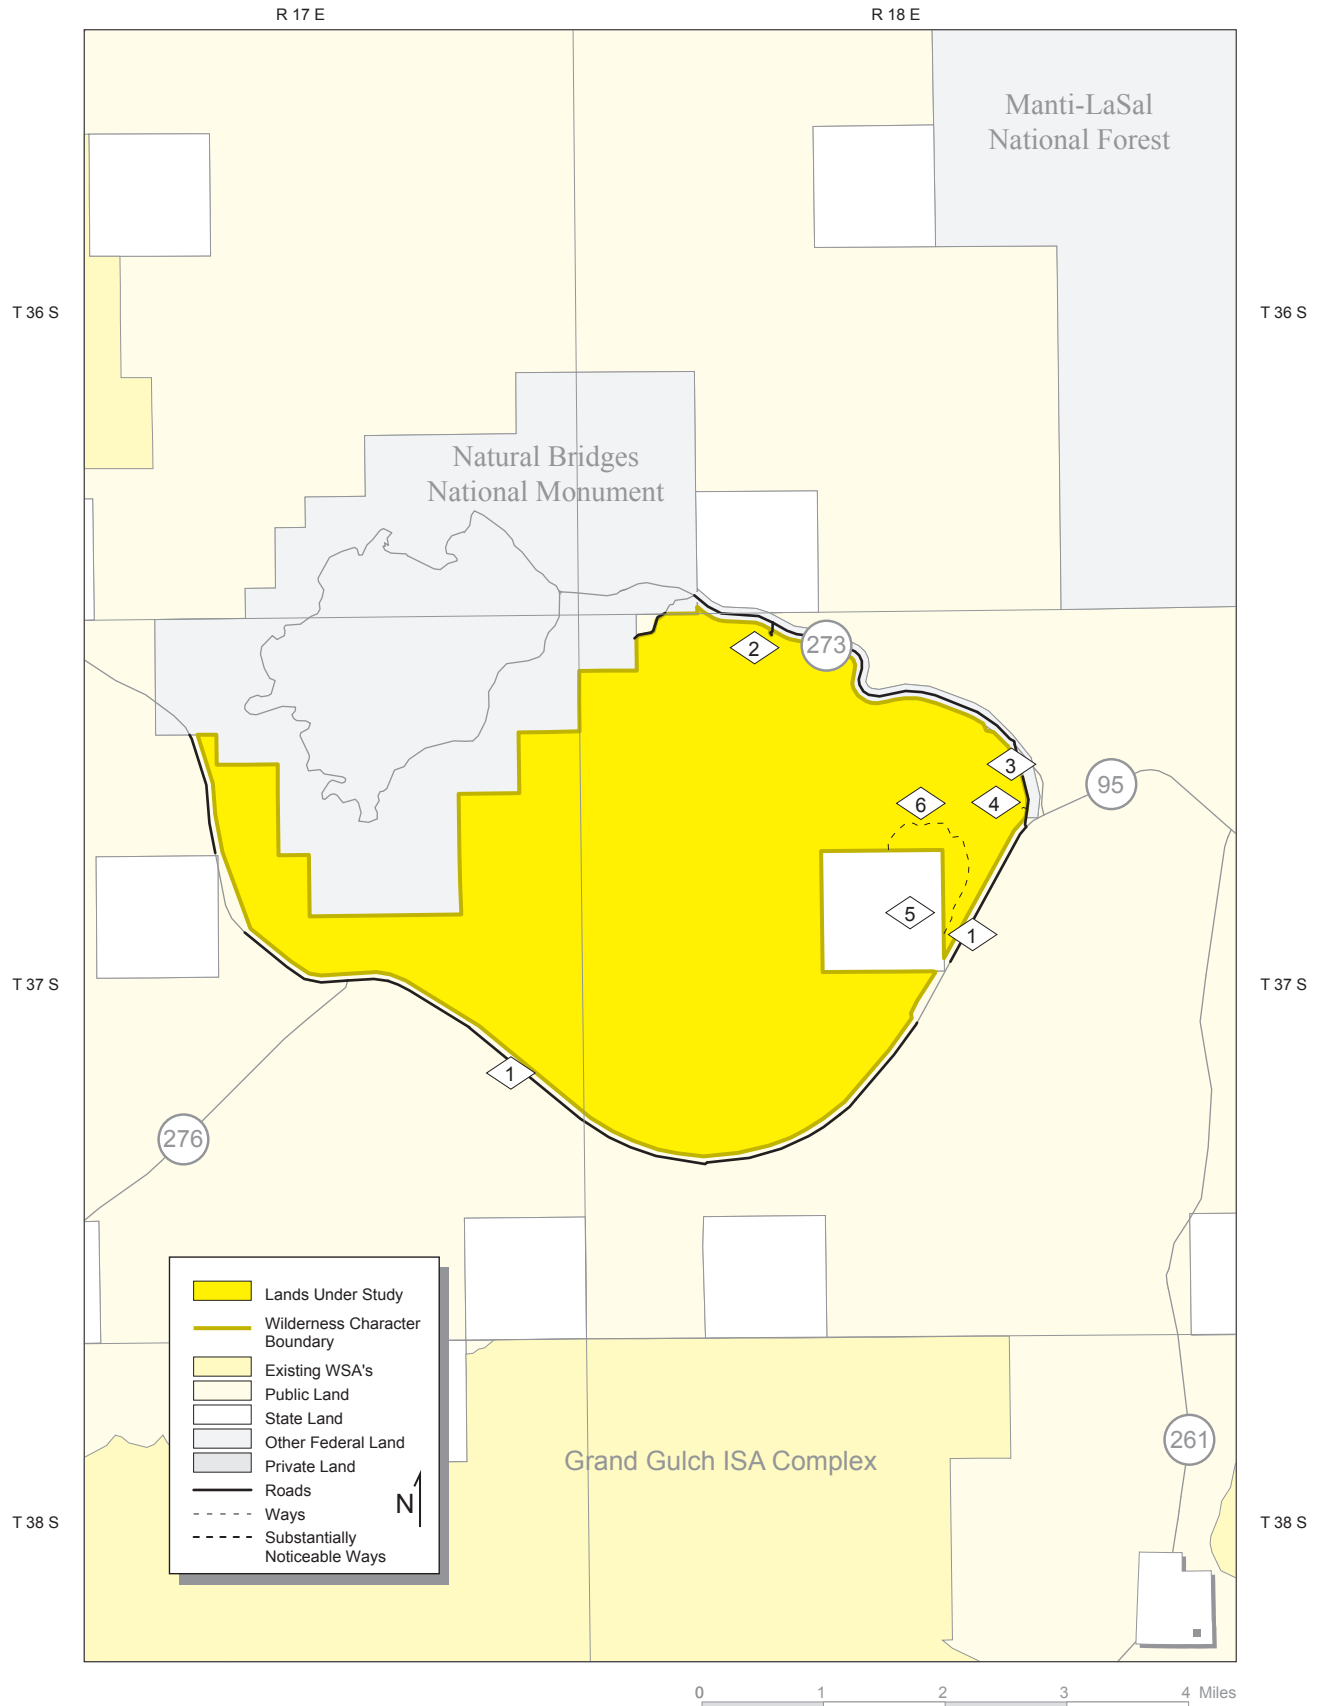 R 17 E
R 18 E
Manti-LaSal
National Forest
T 36 S
T 36 S
Natural Bridges
National Monument
2
273
3
95
6
4
5
1
T 37 S
T 37 S
1
276
Lands Under Study
Wilderness Character
Boundary
Existing WSA's
Public Land
State Land
Other Federal Land
Private Land
Roads
Ways
Substantially
Noticeable Ways
N
Grand Gulch ISA Complex
261
T 38 S
T 38 S
0 1 2 3 4 Miles